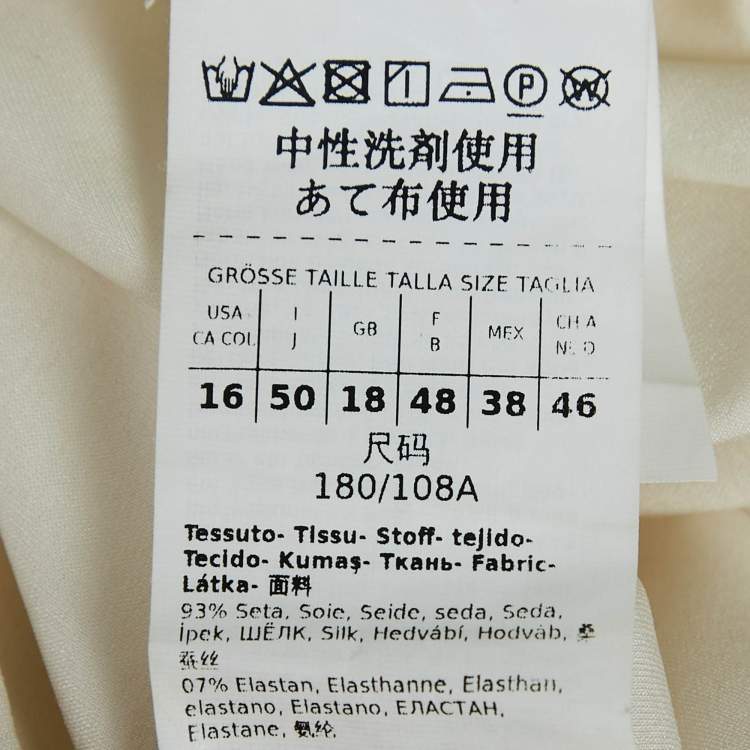 P W
中性洗剤使用
あて布使用
GRÖSSE TAILLE TALLA SIZE TAGLIA
USA I GB F MEX CH A
CA COL J B NL D
16 50 18 48 38 46
尺码
180/108A
Tessuto- Tissu- Stoff- tejido-
Tecido- Kumaş- Ткань- Fabric-
Látka- 面料
93% Seta, Soie, Seide, seda, Seda,
İpek, ШЁЛК, Silk, Hedvábí, Hodváb, 桑
蚕丝
07% Elastan, Elasthanne, Elasthan,
elastano, Elastano, ЕЛАСТАН,
Elastane, 氨纶